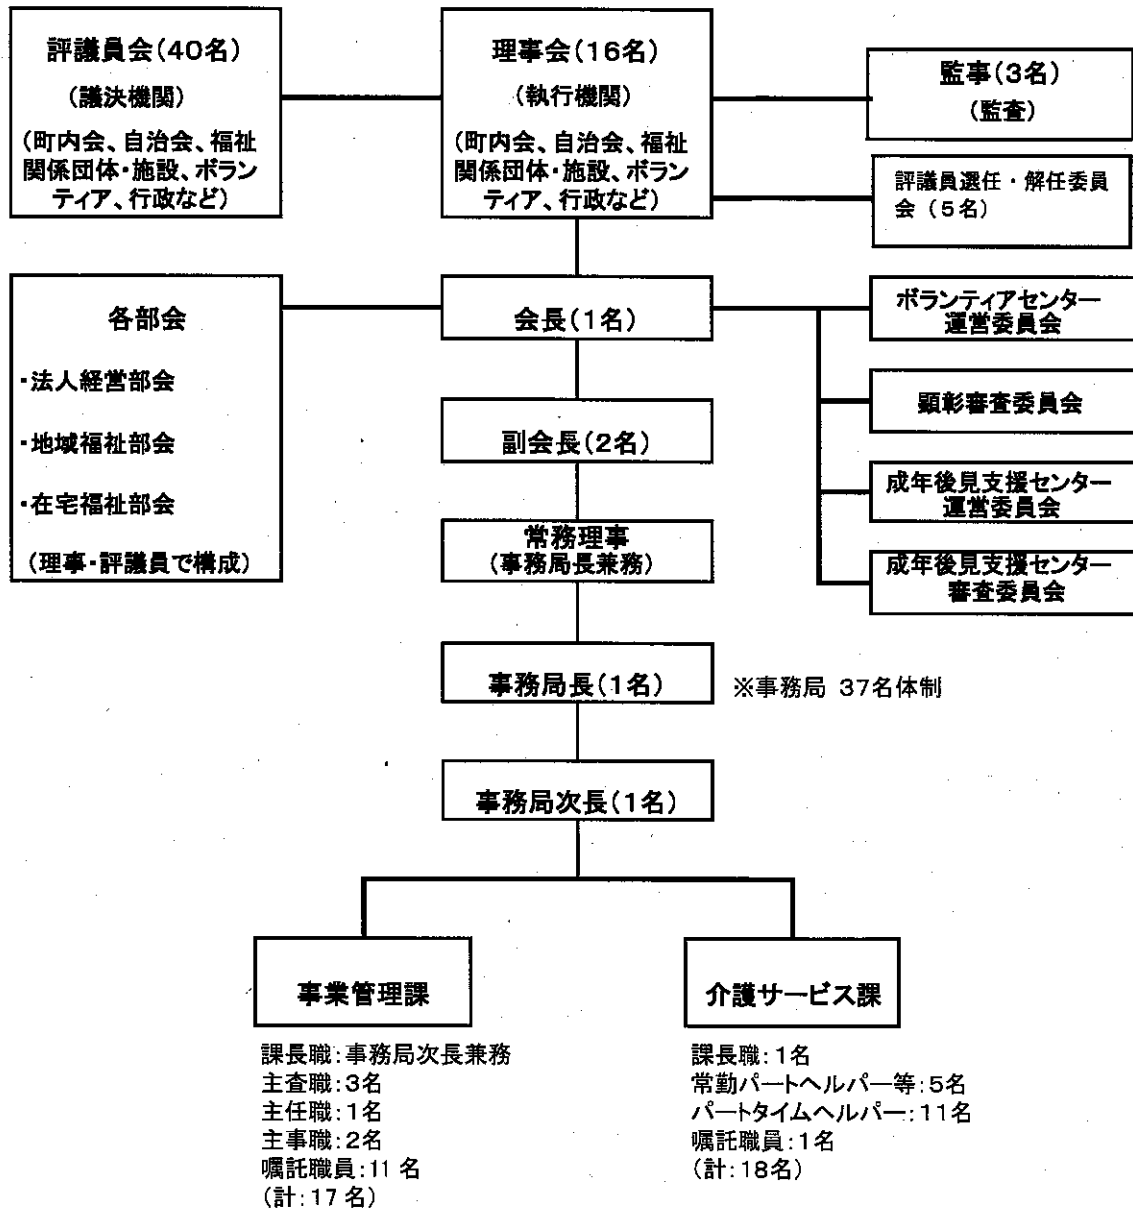 評議員会(40名)
(議決機関)
(町内会、自治会、福祉
関係団体・施設、ボラン
ティア、行政など)
理事会(16名)
(執行機関)
(町内会、自治会、福祉
関係団体・施設、ボラン
ティア、行政など)
監事(3名)
(監査)
評議員選任・解任委員
会(5名)
各部会
・法人経営部会
・地域福祉部会
・在宅福祉部会
(理事・評議員で構成)
会長(1名)
副会長(2名)
常務理事
(事務局長兼務)
事務局長(1名)
※事務局 37名体制
事務局次長(1名)
ボランティアセンター
運営委員会
顕彰審査委員会
成年後見支援センター
運営委員会
成年後見支援センター
審査委員会
事業管理課
課長職:事務局次長兼務
主査職:3名
主任職:1名
主事職:2名
嘱託職員:11名
(計:17名)
介護サービス課
課長職:1名
常勤パートヘルパー等:5名
パートタイムヘルパー:11名
嘱託職員:1名
(計:18名)